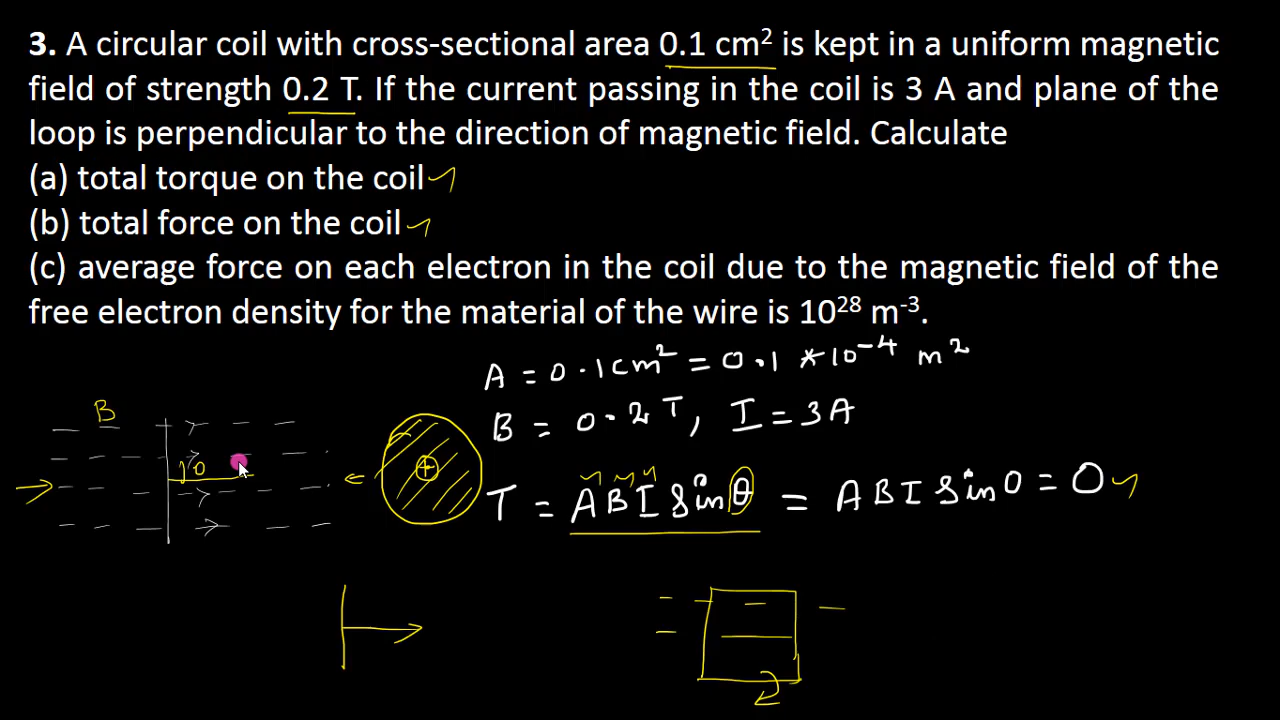 3. A circular coil with cross-sectional area 0.1 cm² is kept in a uniform magnetic
field of strength 0.2 T. If the current passing in the coil is 3 A and plane of the
loop is perpendicular to the direction of magnetic field. Calculate
(a) total torque on the coil
(b) total force on the coil
(c) average force on each electron in the coil due to the magnetic field of the
free electron density for the material of the wire is 10²⁸ m⁻³.
A = 0.1 cm² = 0.1 * 10⁻⁴ m²
B = 0.2 T, I = 3A
B
T = ABI Sin θ = ABI Sin 0 = 0